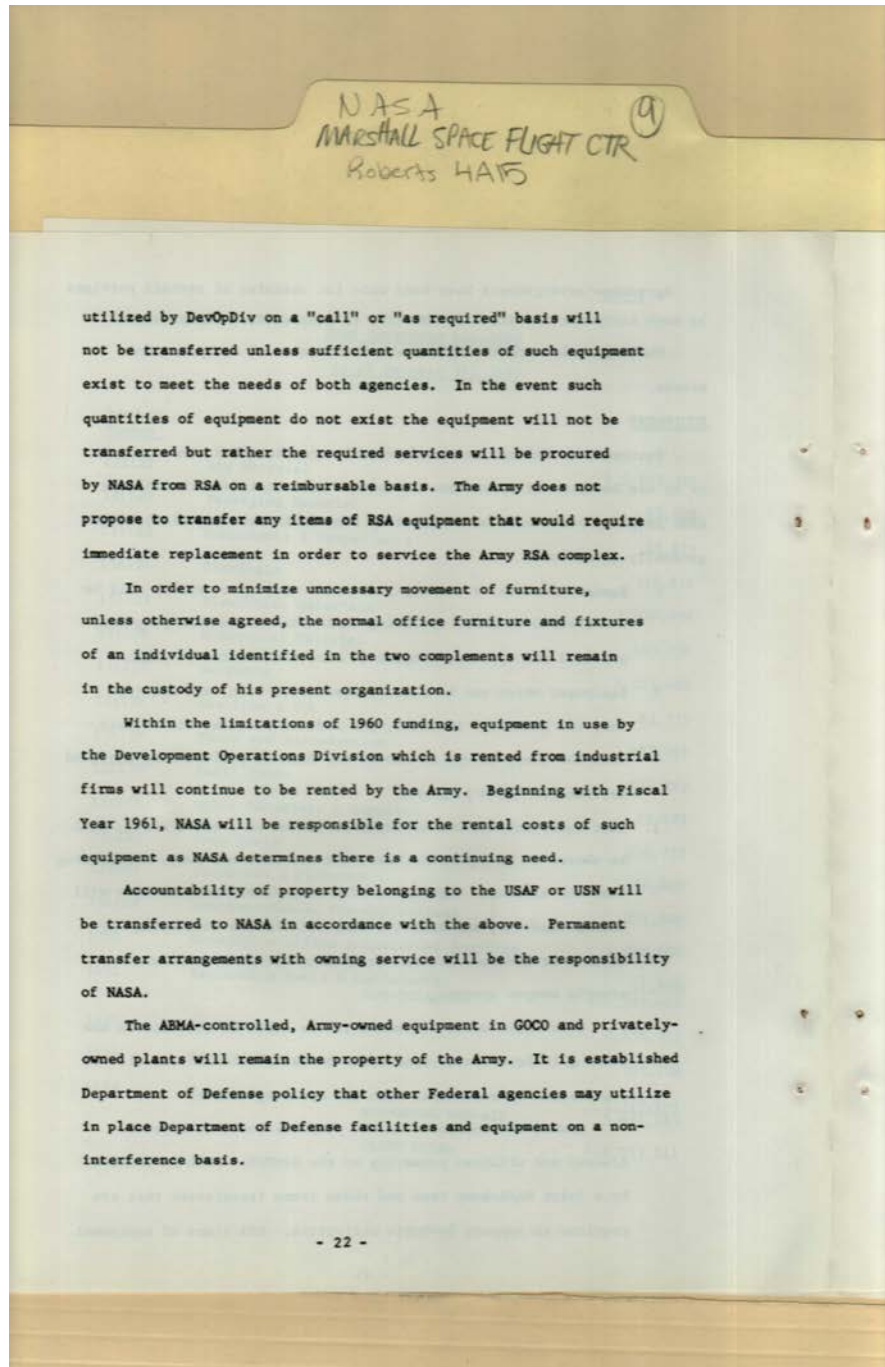 NASA
MARSHALL SPACE FLIGHT CTR
9
Roberts 4A15
utilized by DevOpDiv on a "call" or "as required" basis will
not be transferred unless sufficient quantities of such equipment
exist to meet the needs of both agencies. In the event such
quantities of equipment do not exist the equipment will not be
transferred but rather the required services will be procured
by NASA from RSA on a reimbursable basis. The Army does not
propose to transfer any items of RSA equipment that would require
immediate replacement in order to service the Army RSA complex.
In order to minimize unncessary movement of furniture,
unless otherwise agreed, the normal office furniture and fixtures
of an individual identified in the two complements will remain
in the custody of his present organization.
Within the limitations of 1960 funding, equipment in use by
the Development Operations Division which is rented from industrial
firms will continue to be rented by the Army. Beginning with Fiscal
Year 1961, NASA will be responsible for the rental costs of such
equipment as NASA determines there is a continuing need.
Accountability of property belonging to the USAF or USN will
be transferred to NASA in accordance with the above. Permanent
transfer arrangements with owning service will be the responsibility
of NASA.
The ABMA-controlled, Army-owned equipment in GOCO and privately-
owned plants will remain the property of the Army. It is established
Department of Defense policy that other Federal agencies may utilize
in place Department of Defense facilities and equipment on a non-
interference basis.
- 22 -